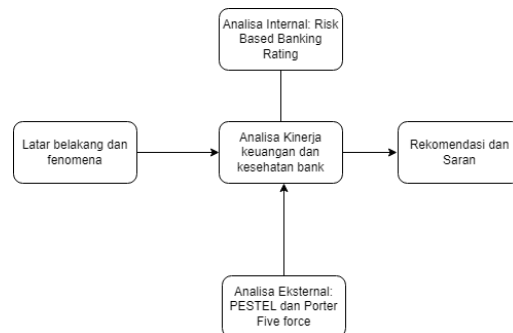 Analisa Internal: Risk
Based Banking
Rating
Latar belakang dan
fenomena
Analisa Kinerja
keuangan dan
kesehatan bank
Rekomendasi dan
Saran
Analisa Eksternal:
PESTEL dan Porter
Five force